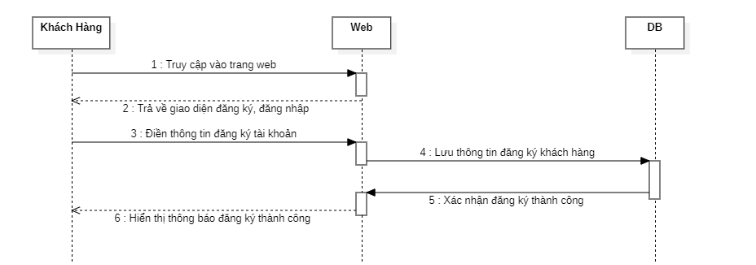 Khách Hàng
Web
DB
1 : Truy cập vào trang web
2 : Trả về giao diện đăng ký, đăng nhập
3 : Điền thông tin đăng ký tài khoản
4 : Lưu thông tin đăng ký khách hàng
5 : Xác nhận đăng ký thành công
6 : Hiển thị thông báo đăng ký thành công